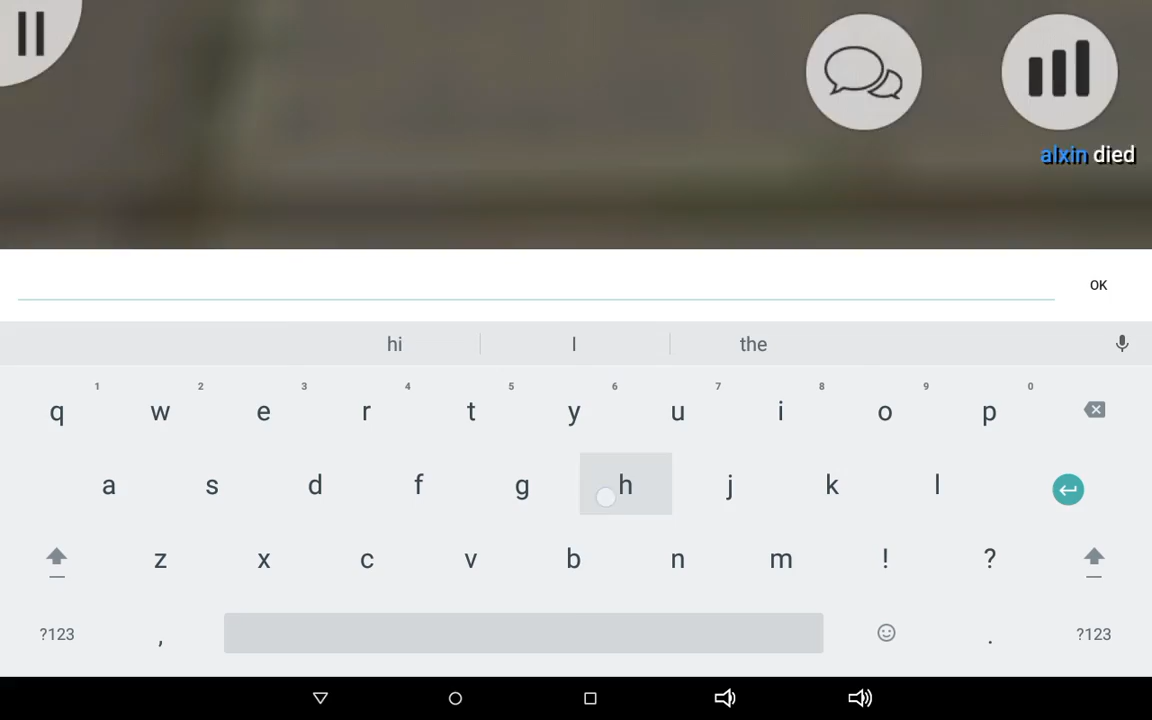 alxin died
OK
hi I the
1 2 3 4 5 6 7 8 9 0
q w e r t y u i o p
a s d f g h j k l
z x c v b n m ! ?
?123 , . ?123